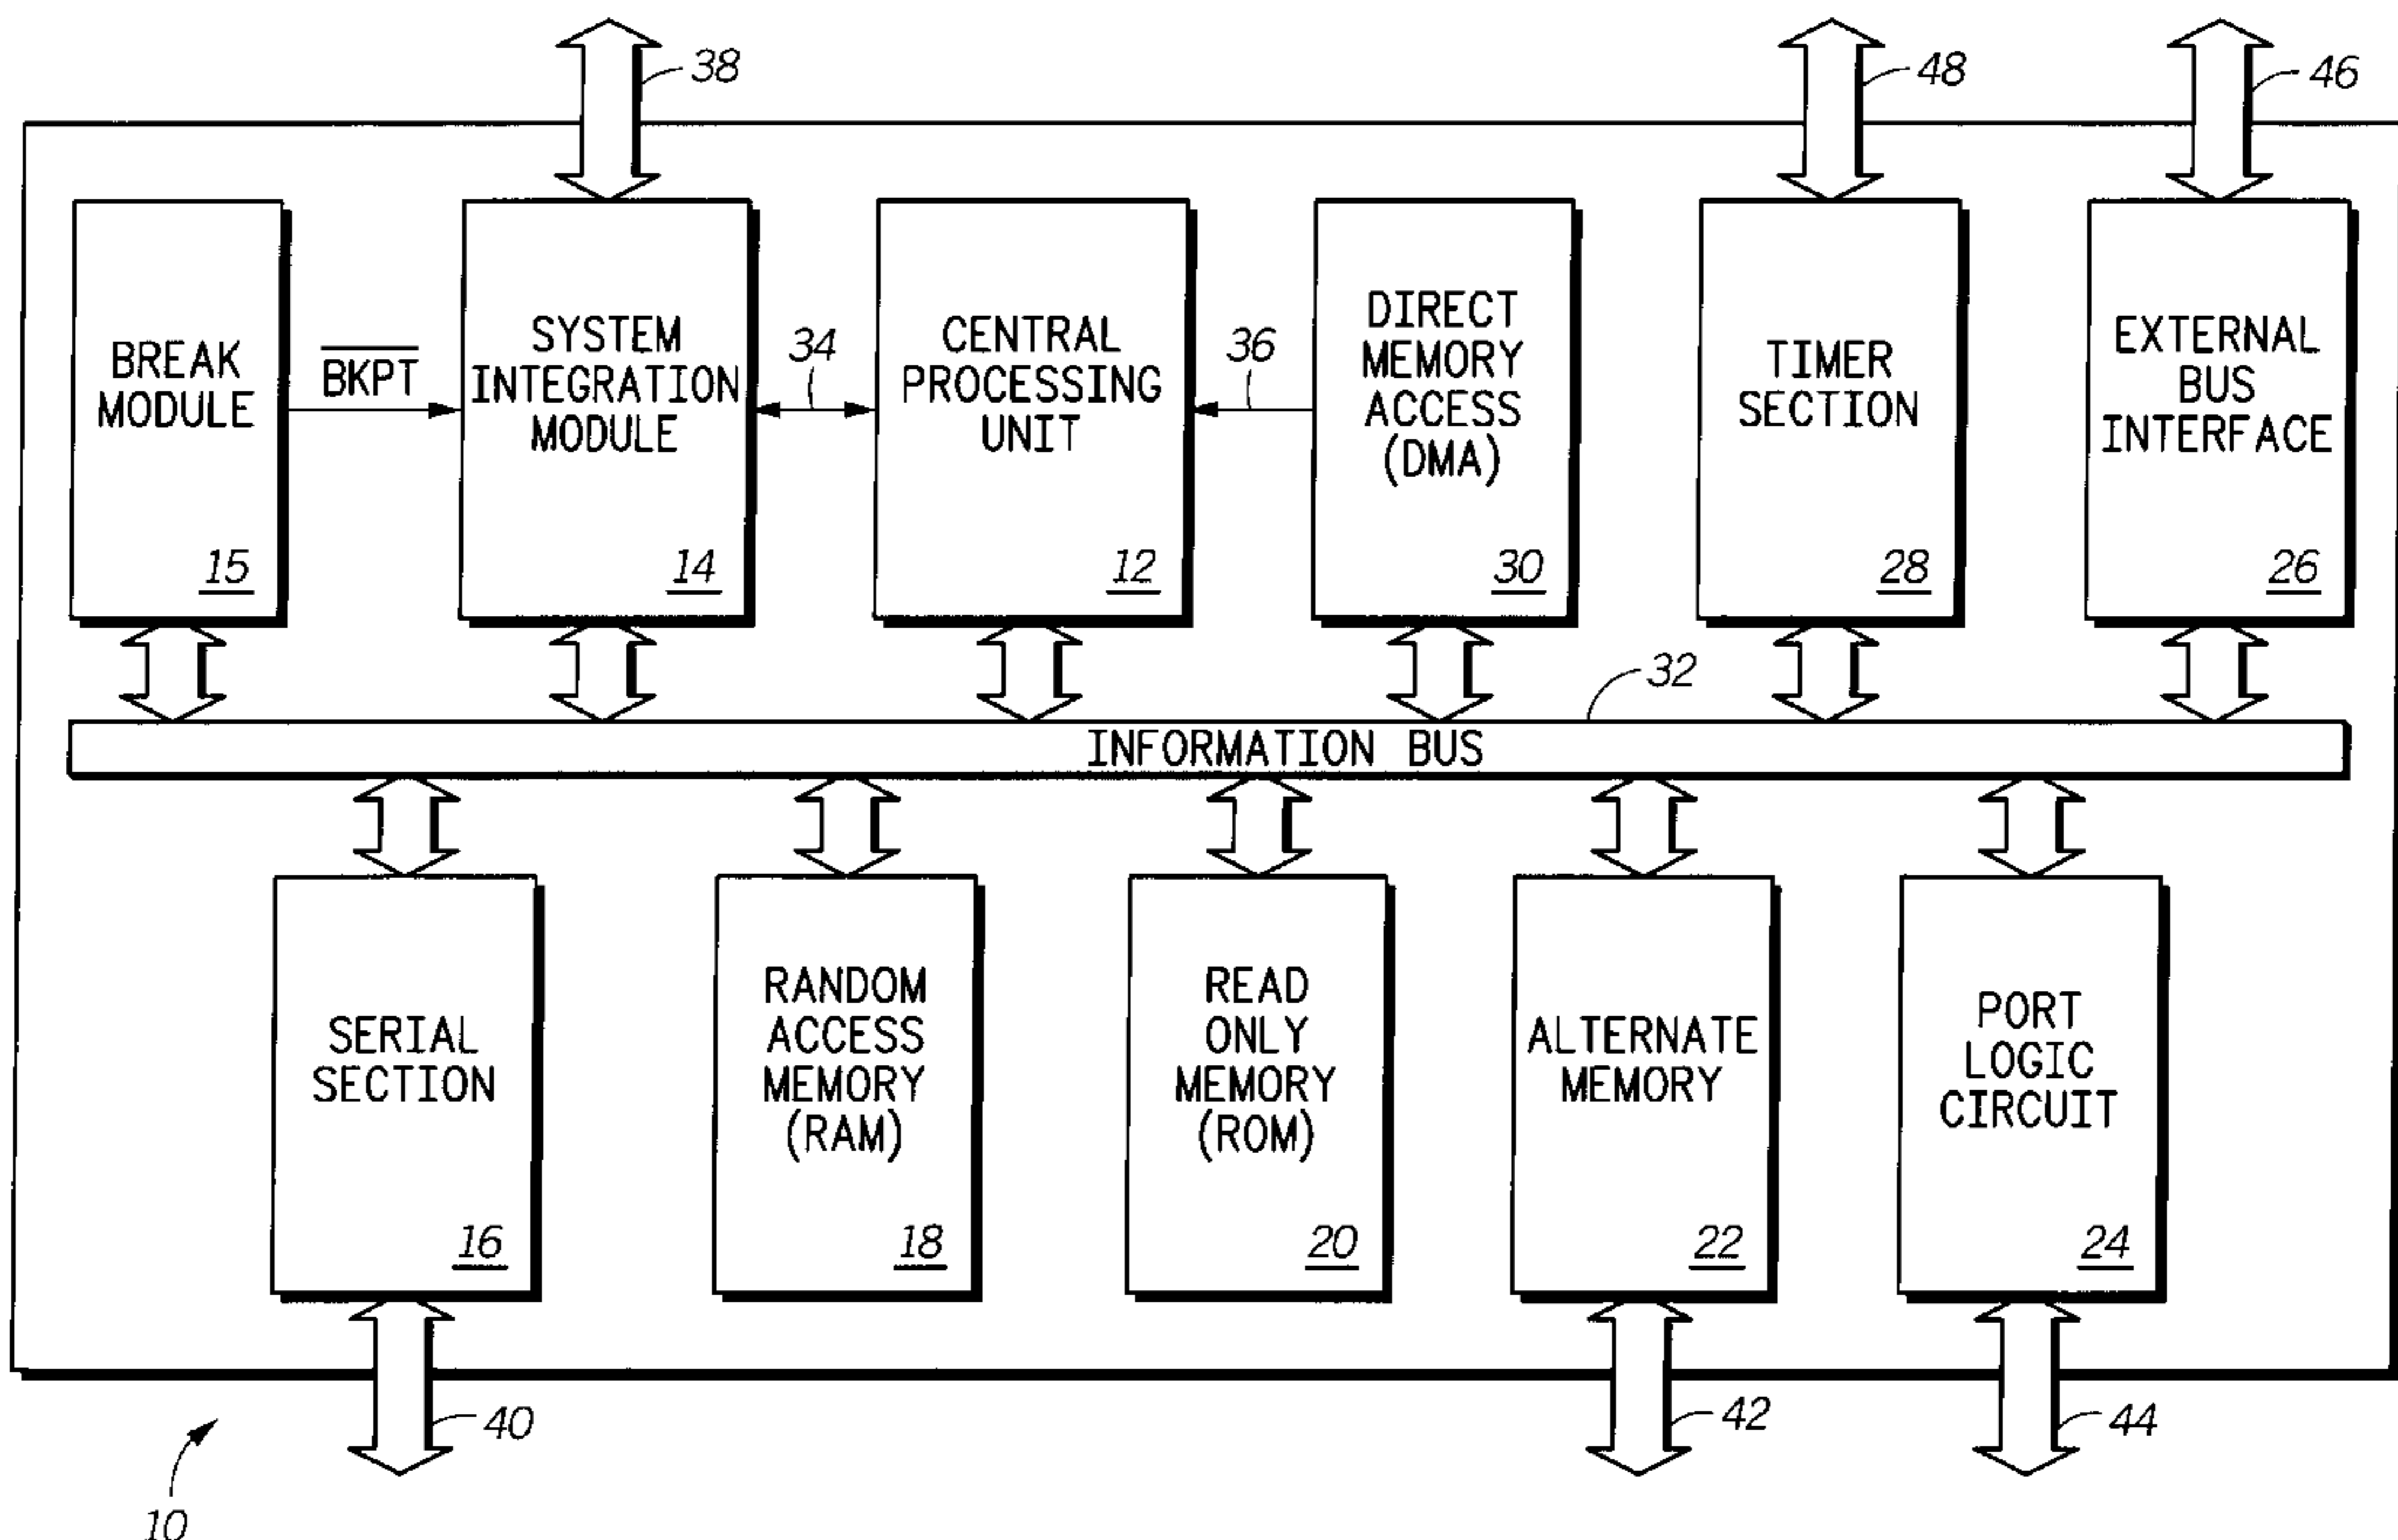 38
48
46
BREAK
MODULE
15
BKPT
SYSTEM
INTEGRATION
MODULE
14
34
CENTRAL
PROCESSING
UNIT
12
36
DIRECT
MEMORY
ACCESS
(DMA)
30
TIMER
SECTION
28
EXTERNAL
BUS
INTERFACE
26
32
INFORMATION BUS
SERIAL
SECTION
16
RANDOM
ACCESS
MEMORY
(RAM)
18
READ
ONLY
MEMORY
(ROM)
20
ALTERNATE
MEMORY
22
PORT
LOGIC
CIRCUIT
24
40
42
44
10